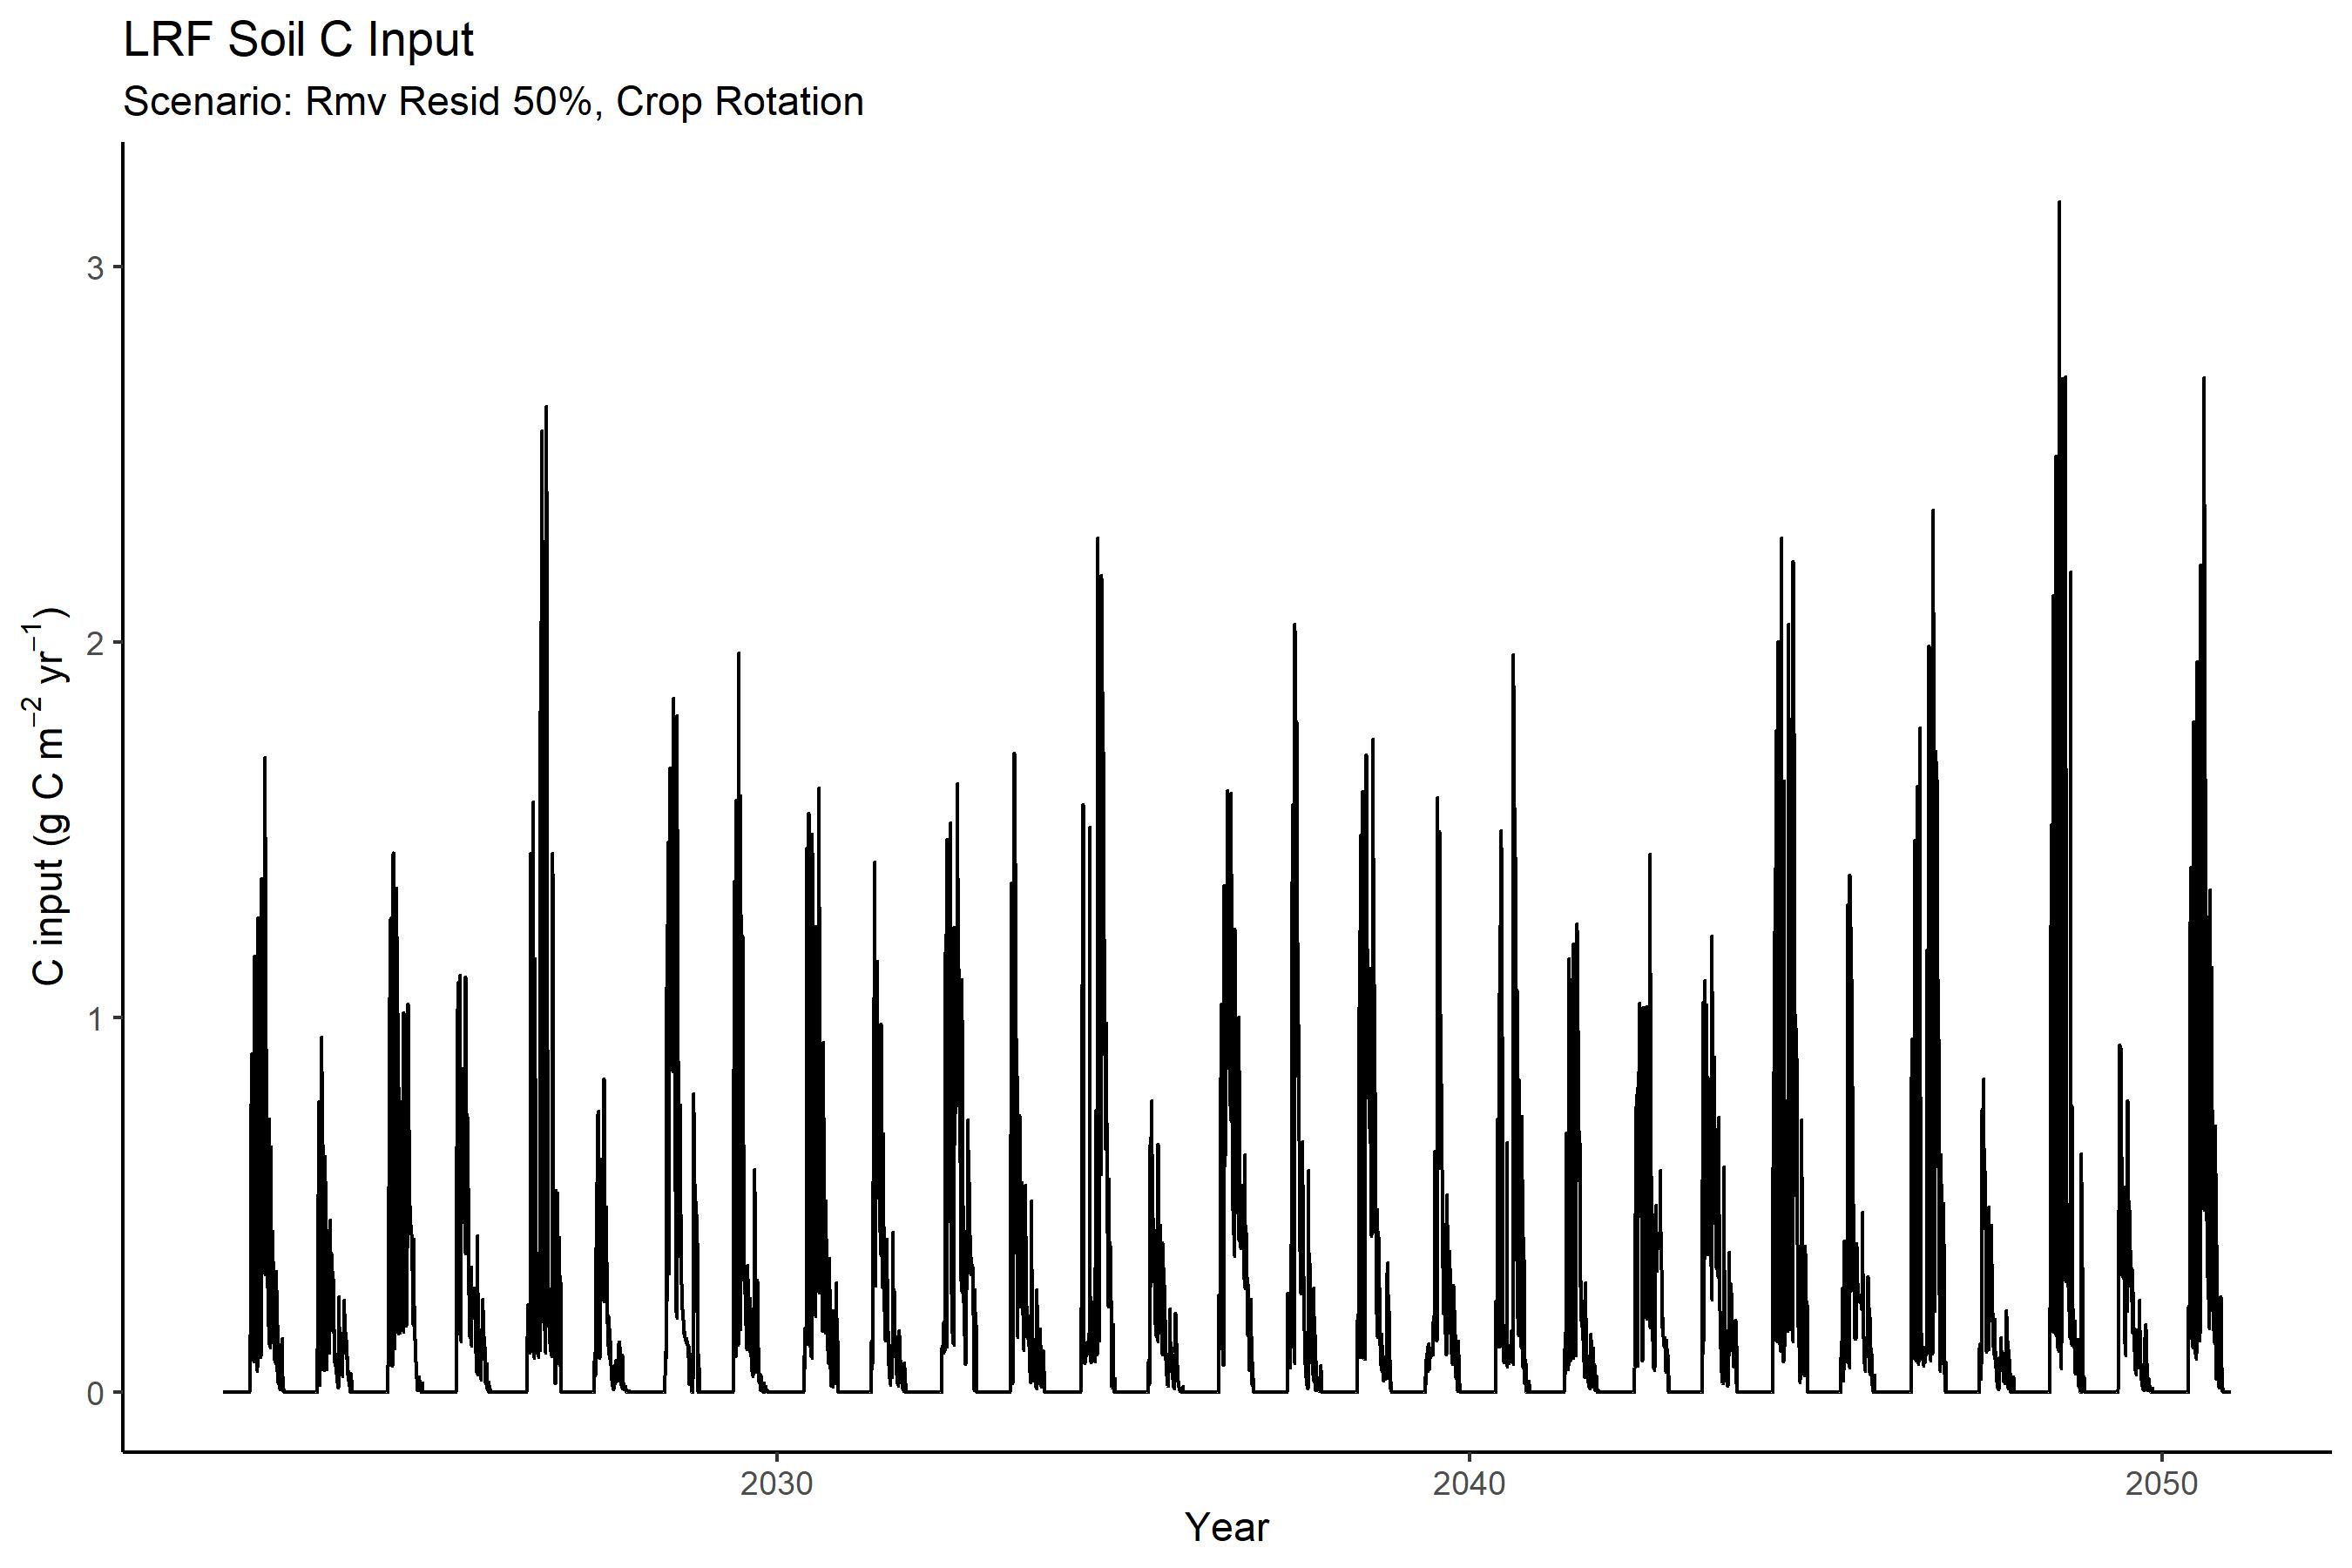 LRF Soil C Input
Scenario: Rmv Resid 50%, Crop Rotation
C input (g C m⁻² yr⁻¹)
3
2
1
0
2030 2040 2050
Year